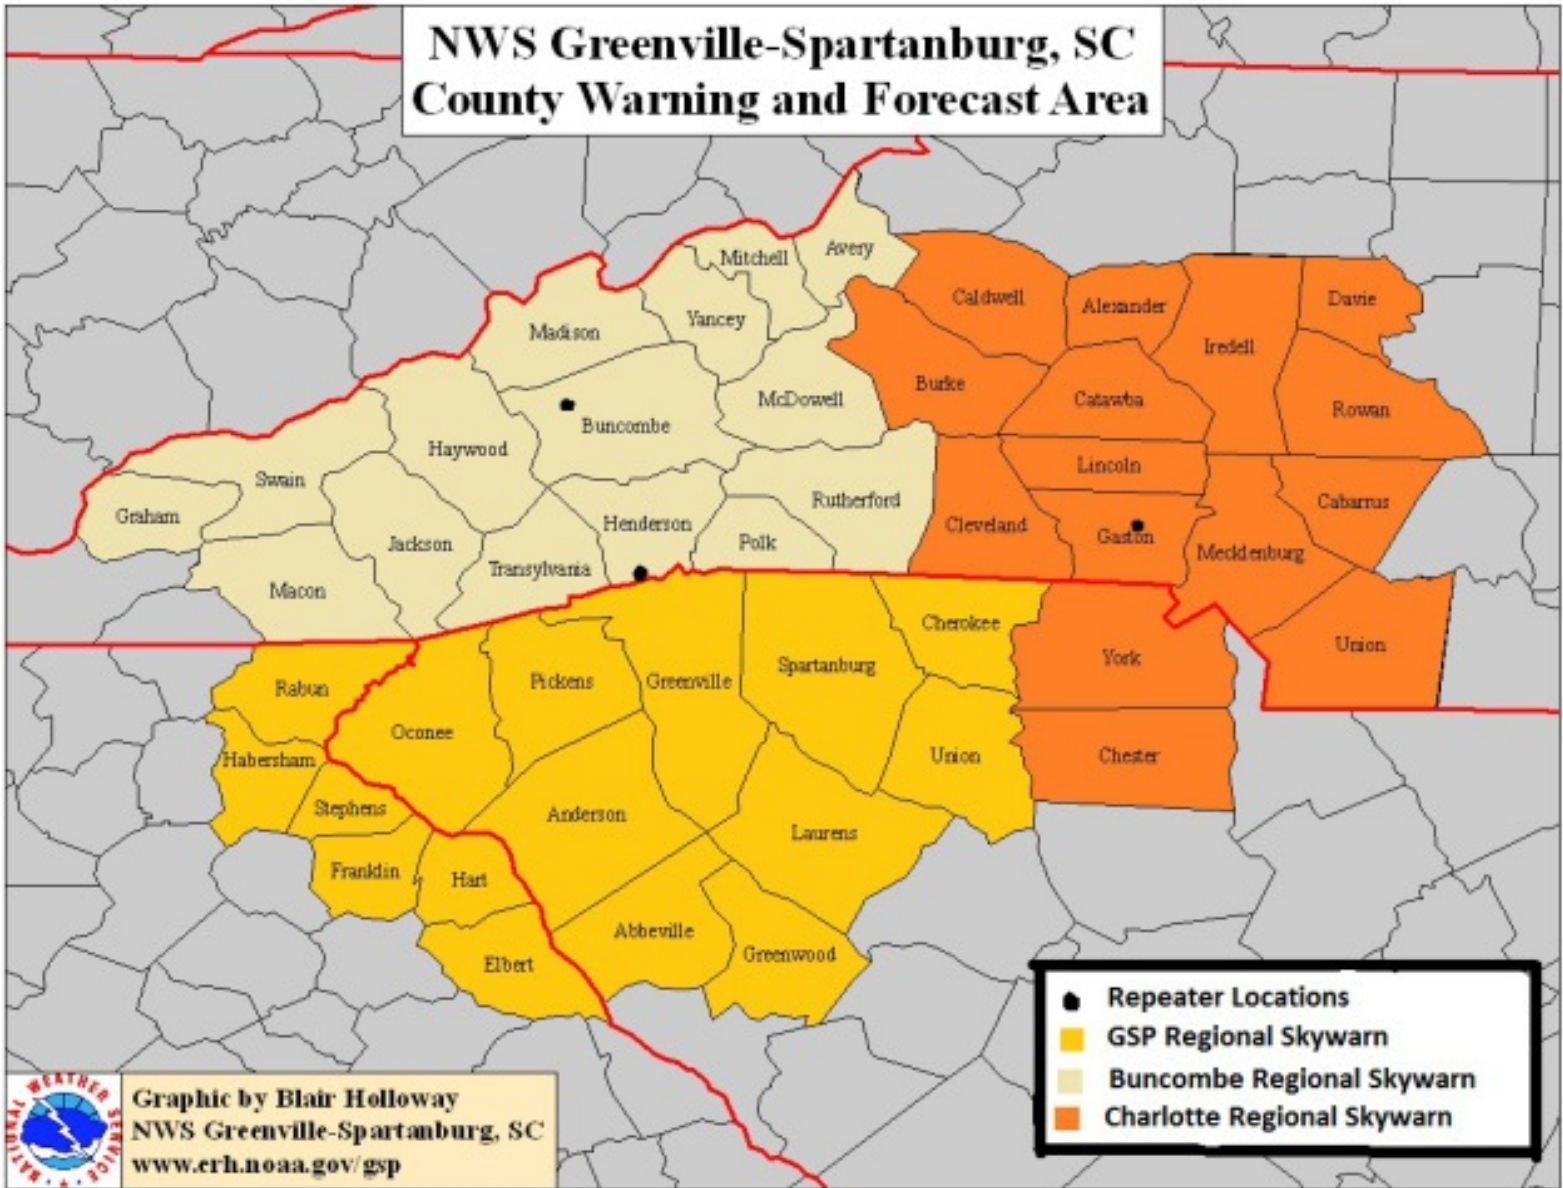 NWS Greenville-Spartanburg, SC
County Warning and Forecast Area
Avery
Mitchell
Caldwell
Alexander
Davie
Madison
Yancey
Iredell
Burke
McDowell
Catawba
Rowan
Buncombe
Haywood
Lincoln
Swain
Rutherford
Cabarrus
Graham
Henderson
Cleveland
Gaston
Jackson
Polk
Mecklenburg
Transylvania
Macon
Cherokee
Union
York
Spartanburg
Rabun
Pickens
Greenville
Oconee
Habersham
Union
Chester
Stephens
Anderson
Laurens
Franklin
Hart
Abbeville
Greenwood
Elbert
Repeater Locations
GSP Regional Skywarn
Buncombe Regional Skywarn
Charlotte Regional Skywarn
NATIONAL WEATHER SERVICE
Graphic by Blair Holloway
NWS Greenville-Spartanburg, SC
www.erh.noaa.gov/gsp